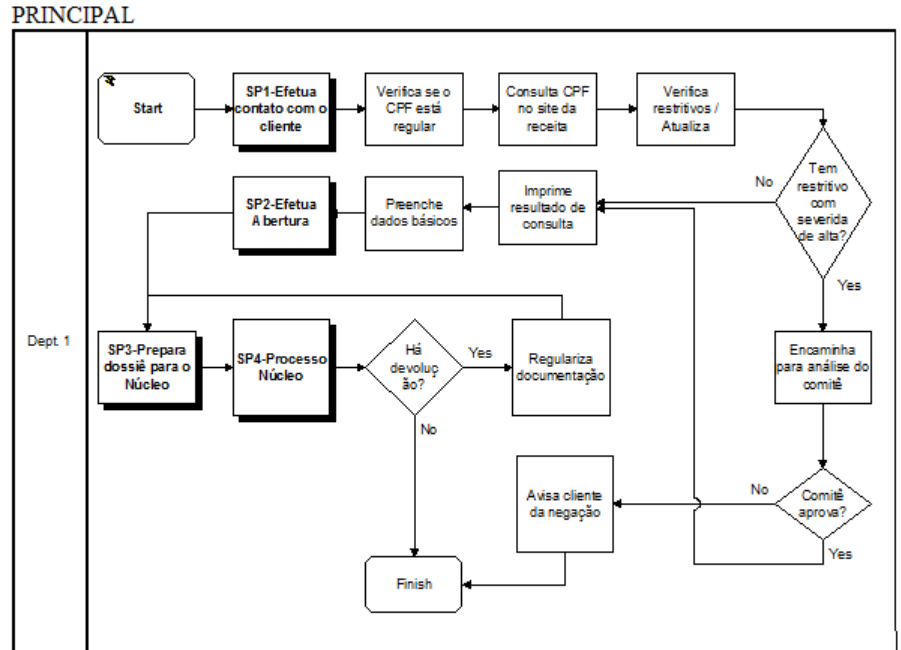 PRINCIPAL
Start
SP1-Efetua
contato com o
cliente
Verifica se o
CPF está
regular
Consulta CPF
no site da
receita
Verifica
restritivos /
Atualiza
Tem
restritivo
com
severida
de alta?
No
Yes
Imprime
resultado de
consulta
Preenche
dados básicos
SP2-Efetua
Abertura
Dept. 1
SP3-Prepara
dossiê para o
Núcleo
SP4-Processo
Núcleo
Há
devoluç
ão?
Yes
No
Regulariza
documentação
Encaminha
para análise do
comitê
Comitê
aprova?
No
Yes
Avisa cliente
da negação
Finish